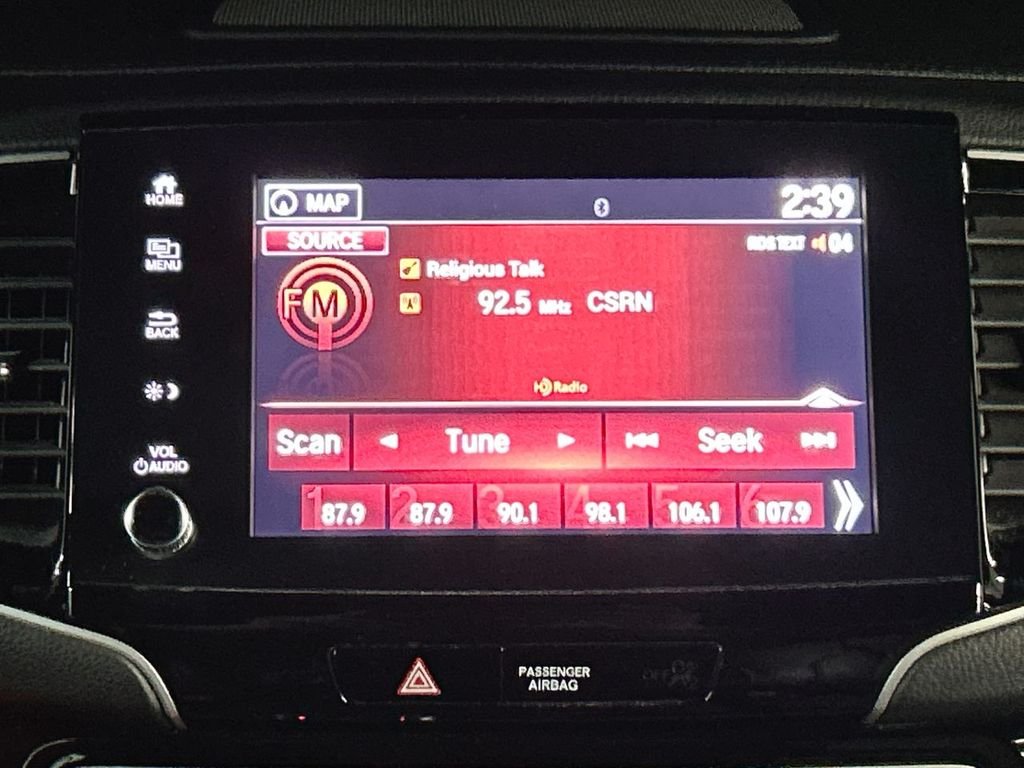 HOME
MENU
BACK
VOL
AUDIO
MAP
2:39
SOURCE
RDS TEXT 04
FM
Religious Talk
92.5 MHz CSRN
HD Radio
Scan Tune Seek
1 87.9 2 87.9 3 90.1 4 98.1 5 106.1 6 107.9
PASSENGER
AIRBAG
OFF